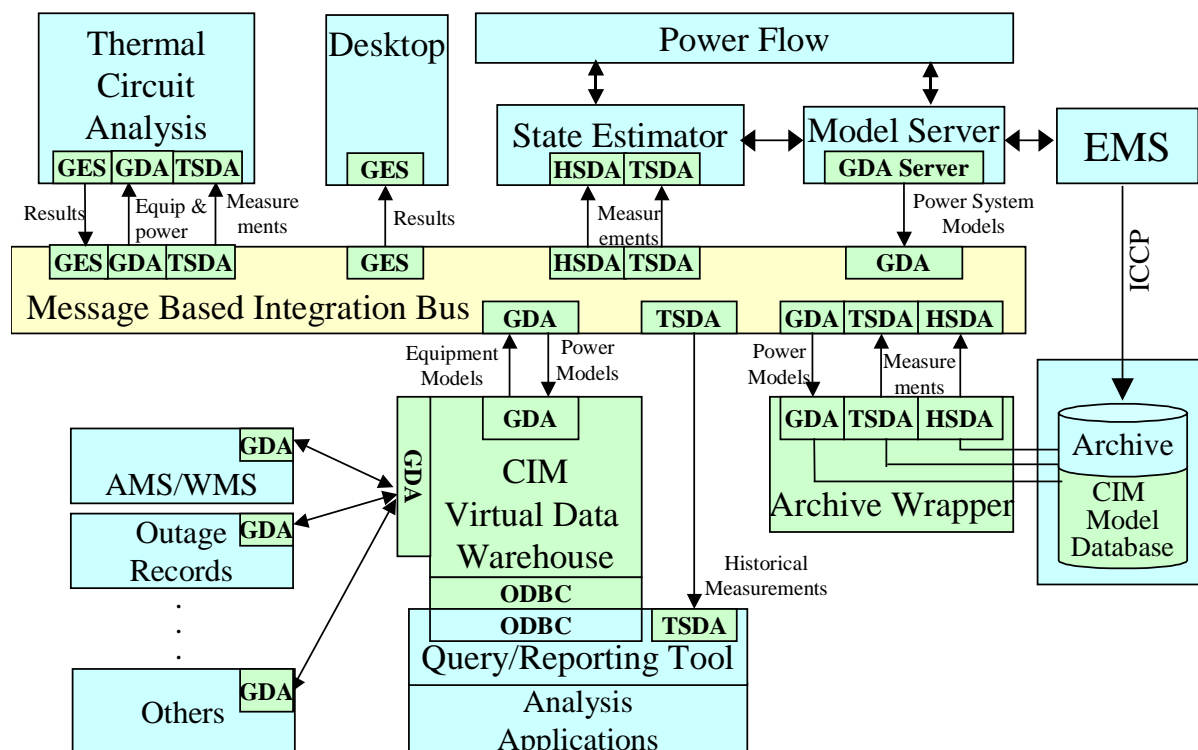 Thermal
Circuit
Analysis
GES GDA TSDA
Desktop
GES
Power Flow
State Estimator
HSDA TSDA
Model Server
GDA Server
EMS
Results
Equip &
power
Measure
ments
Results
Measur
ements
Power System
Models
ICCP
GES GDA TSDA
GES
HSDA TSDA
GDA
Message Based Integration Bus
GDA
TSDA
GDA TSDA HSDA
Equipment
Models
Power
Models
Power
Models
Measure
ments
GDA
GDA
CIM
Virtual Data
Warehouse
ODBC
ODBC
TSDA
Query/Reporting Tool
Analysis
Applications
Historical
Measurements
GDA TSDA HSDA
Archive Wrapper
Archive
CIM
Model
Database
GDA
AMS/WMS
GDA
Outage
Records
.
.
.
GDA
Others